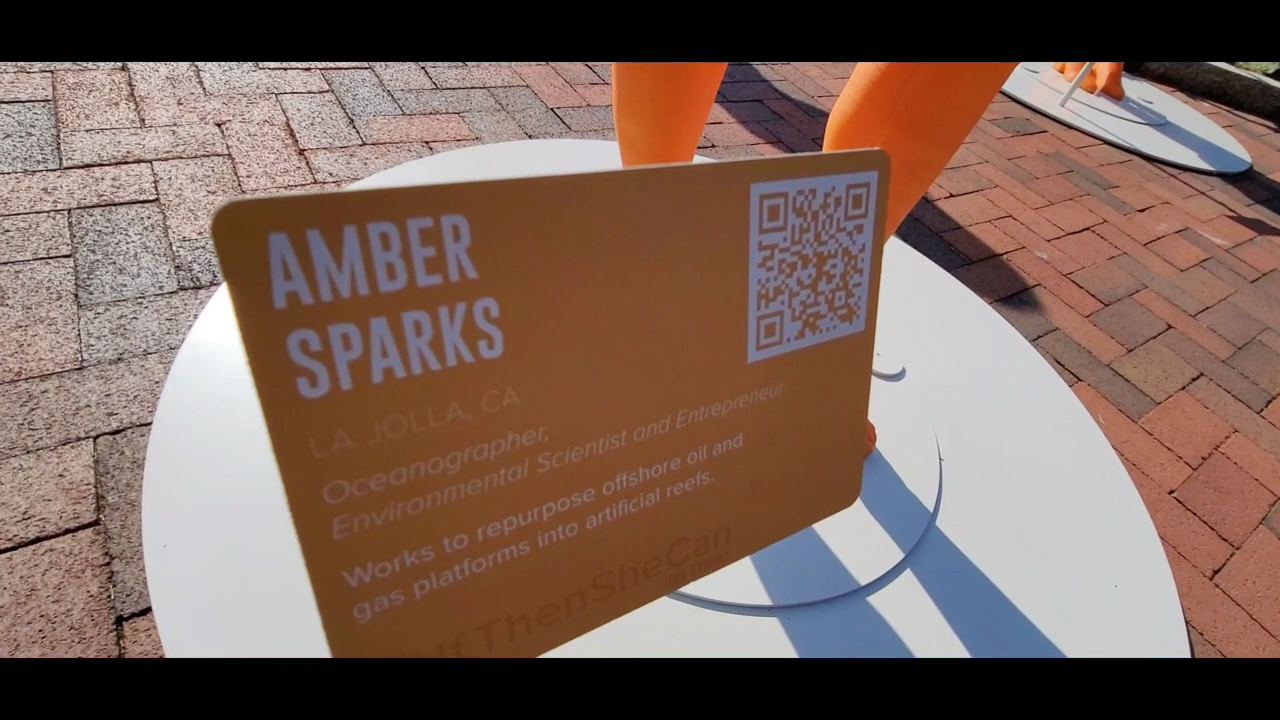 AMBER
SPARKS
LA JOLLA, CA
Oceanographer,
Environmental Scientist and Entrepreneur
Works to repurpose offshore oil and
gas platforms into artificial reefs.
#IfThenSheCan